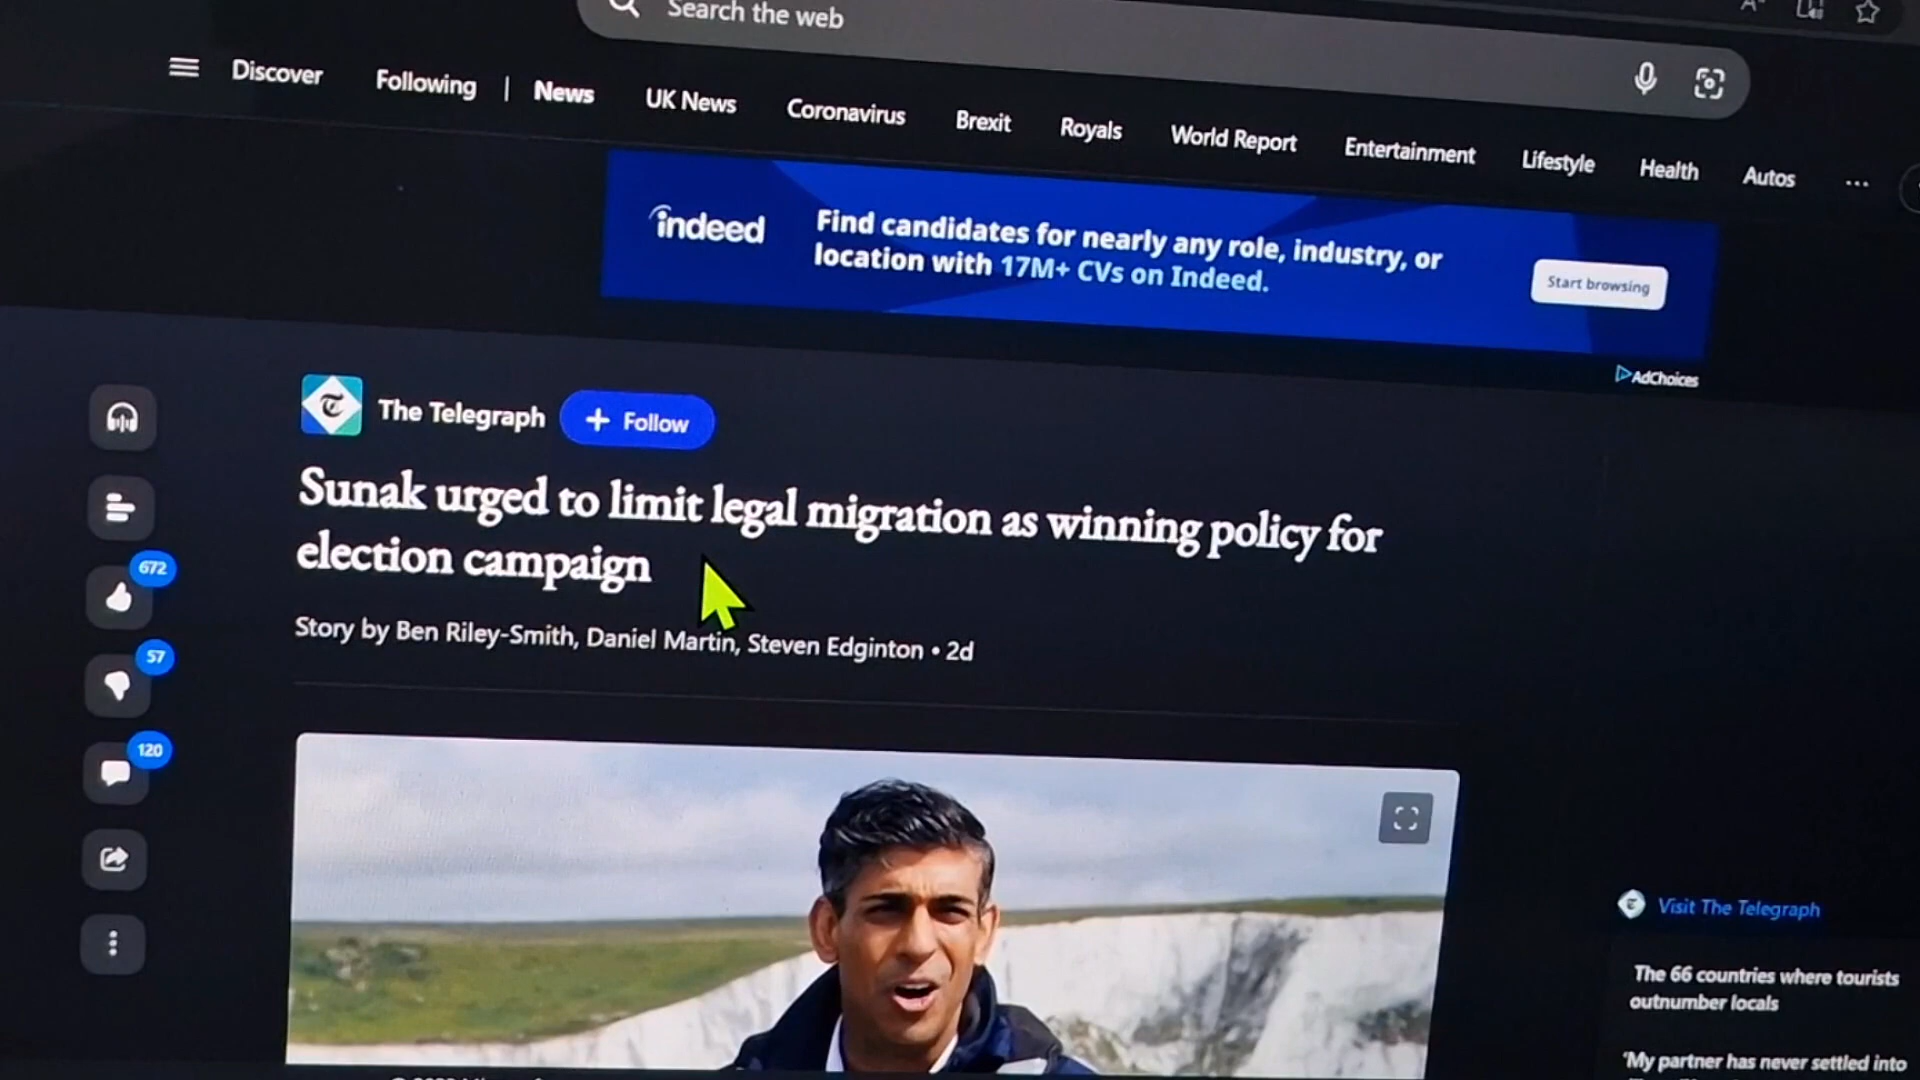 Search the web
Discover Following | News UK News Coronavirus Brexit Royals World Report Entertainment Lifestyle Health Autos ...
indeed
Find candidates for nearly any role, industry, or
location with 17M+ CVs on Indeed.
Start browsing
AdChoices
The Telegraph
+ Follow
Sunak urged to limit legal migration as winning policy for
election campaign
Story by Ben Riley-Smith, Daniel Martin, Steven Edginton • 2d
672
57
120
Visit The Telegraph
The 66 countries where tourists
outnumber locals
'My partner has never settled into